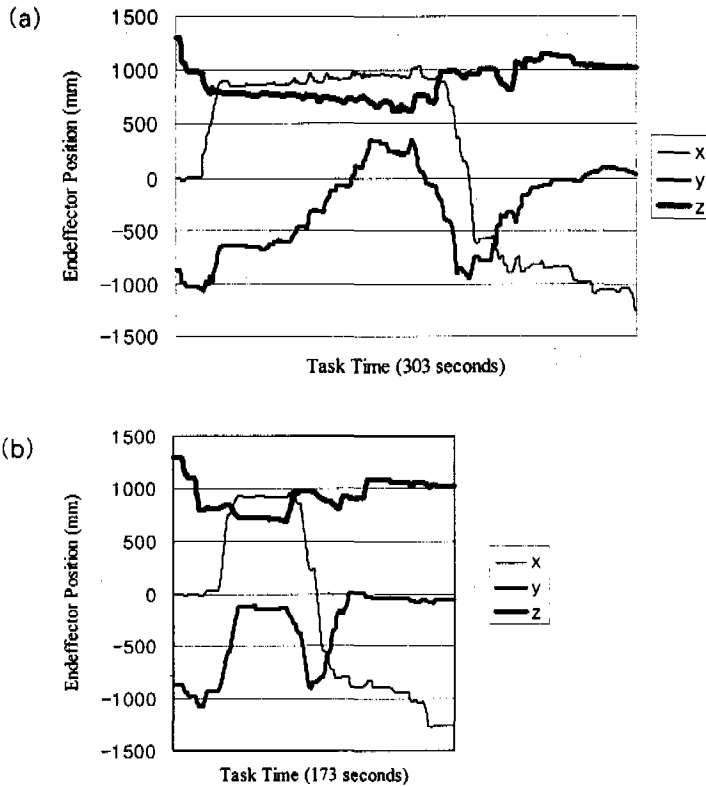 (a)
1500
1000
500
0
−500
−1000
−1500
Endeffector Position (mm)
Task Time (303 seconds)
x
y
z
(b)
1500
1000
500
0
−500
−1000
−1500
Endeffector Position (mm)
Task Time (173 seconds)
x
y
z